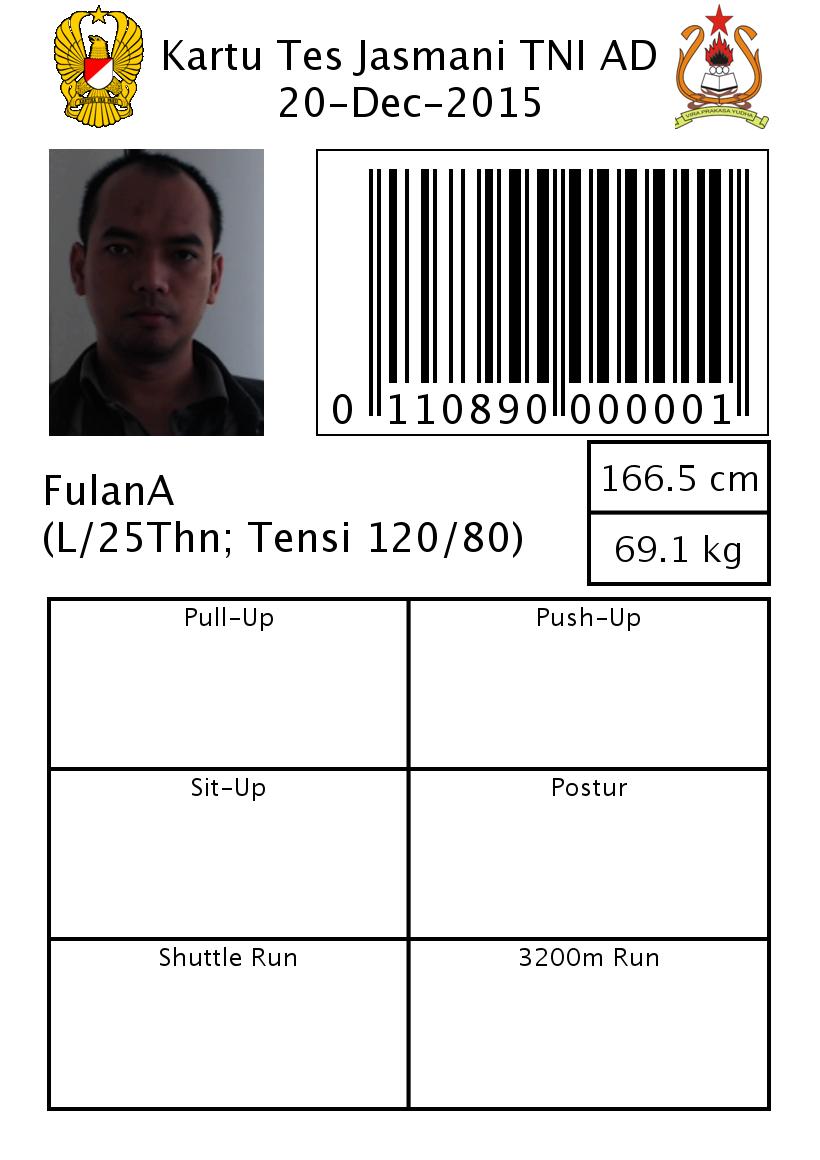 Kartu Tes Jasmani TNI AD
20-Dec-2015
VIRA PRAKASA YUDHA
0 110890 000001
166.5 cm
FulanA
(L/25Thn; Tensi 120/80)
69.1 kg
Pull-Up Push-Up
Sit-Up Postur
Shuttle Run 3200m Run